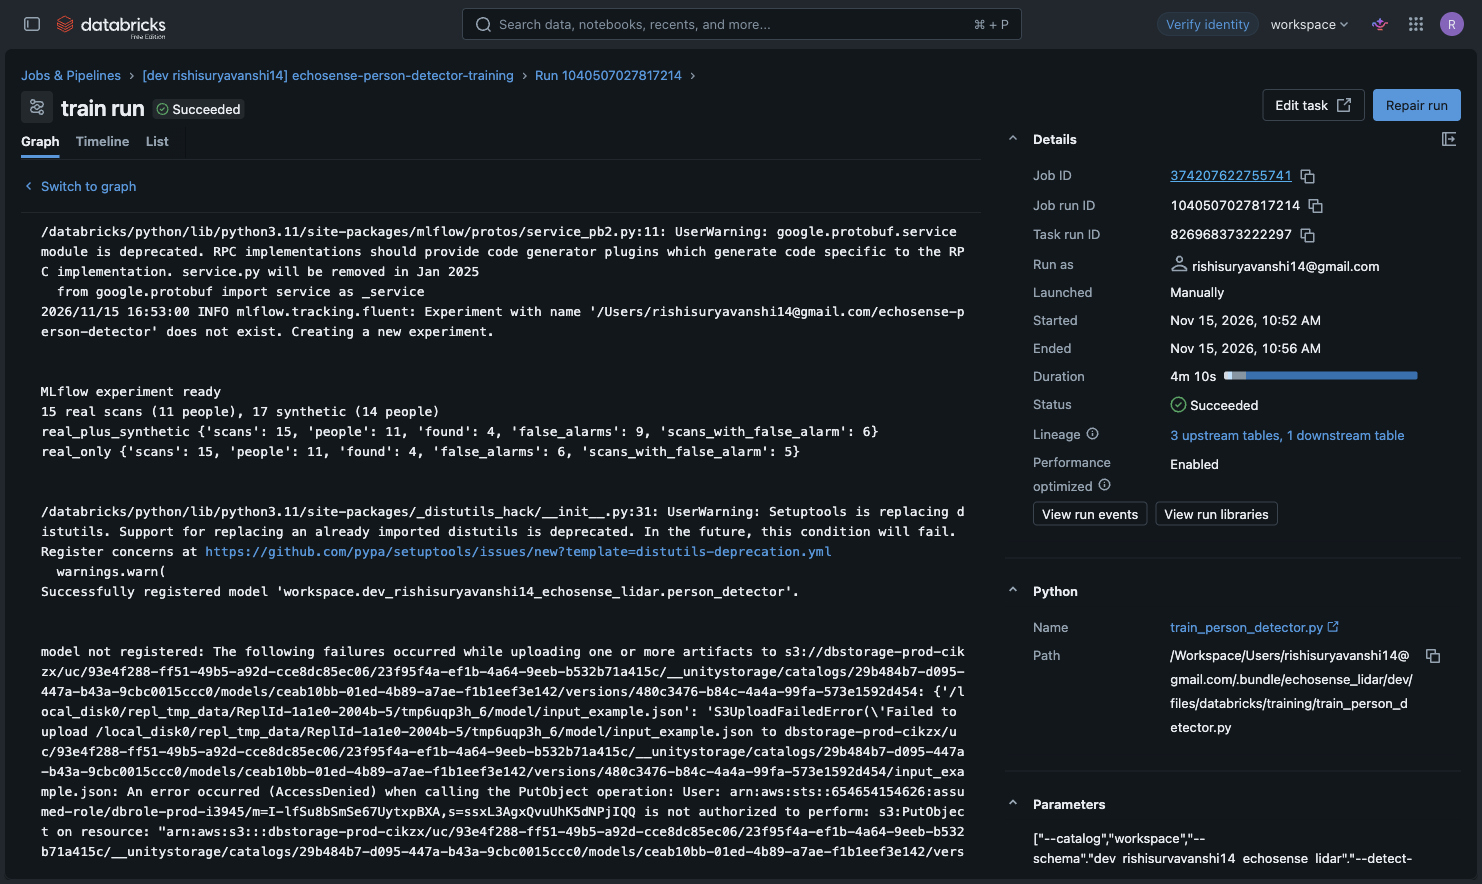 databricks
Free Edition
Search data, notebooks, recents, and more...
⌘ + P
Verify identity
workspace
R
Jobs & Pipelines › [dev rishisuryavanshi14] echosense-person-detector-training › Run 1040507027817214 ›
train run
Succeeded
Edit task
Repair run
Graph
Timeline
List
Switch to graph
/databricks/python/lib/python3.11/site-packages/mlflow/protos/service_pb2.py:11: UserWarning: google.protobuf.service
module is deprecated. RPC implementations should provide code generator plugins which generate code specific to the RP
C implementation. service.py will be removed in Jan 2025
from google.protobuf import service as _service
2026/11/15 16:53:00 INFO mlflow.tracking.fluent: Experiment with name '/Users/rishisuryavanshi14@gmail.com/echosense-p
erson-detector' does not exist. Creating a new experiment.
MLflow experiment ready
15 real scans (11 people), 17 synthetic (14 people)
real_plus_synthetic {'scans': 15, 'people': 11, 'found': 4, 'false_alarms': 9, 'scans_with_false_alarm': 6}
real_only {'scans': 15, 'people': 11, 'found': 4, 'false_alarms': 6, 'scans_with_false_alarm': 5}
/databricks/python/lib/python3.11/site-packages/_distutils_hack/__init__.py:31: UserWarning: Setuptools is replacing d
istutils. Support for replacing an already imported distutils is deprecated. In the future, this condition will fail.
Register concerns at https://github.com/pypa/setuptools/issues/new?template=distutils-deprecation.yml
warnings.warn(
Successfully registered model 'workspace.dev_rishisuryavanshi14_echosense_lidar.person_detector'.
model not registered: The following failures occurred while uploading one or more artifacts to s3://dbstorage-prod-cik
zx/uc/93e4f288-ff51-49b5-a92d-cce8dc85ec06/23f95f4a-ef1b-4a64-9eeb-b532b71a415c/__unitystorage/catalogs/29b484b7-d095-
447a-b43a-9cbc0015ccc0/models/ceab10bb-01ed-4b89-a7ae-f1b1eef3e142/versions/480c3476-b84c-4a4a-99fa-573e1592d454: {'/l
ocal_disk0/repl_tmp_data/ReplId-1a1e0-2004b-5/tmp6uqp3h_6/model/input_example.json': 'S3UploadFailedError(\'Failed to
upload /local_disk0/repl_tmp_data/ReplId-1a1e0-2004b-5/tmp6uqp3h_6/model/input_example.json to dbstorage-prod-cikzx/u
c/93e4f288-ff51-49b5-a92d-cce8dc85ec06/23f95f4a-ef1b-4a64-9eeb-b532b71a415c/__unitystorage/catalogs/29b484b7-d095-447a
-b43a-9cbc0015ccc0/models/ceab10bb-01ed-4b89-a7ae-f1b1eef3e142/versions/480c3476-b84c-4a4a-99fa-573e1592d454/input_exa
mple.json: An error occurred (AccessDenied) when calling the PutObject operation: User: arn:aws:sts::654654154626:assu
med-role/dbrole-prod-i3945/m=I-lfSu8bSmSe67UytxpBXA,s=ssxL3AgxQvuUhK5dNPjIQQ is not authorized to perform: s3:PutObjec
t on resource: "arn:aws:s3:::dbstorage-prod-cikzx/uc/93e4f288-ff51-49b5-a92d-cce8dc85ec06/23f95f4a-ef1b-4a64-9eeb-b532
b71a415c/__unitystorage/catalogs/29b484b7-d095-447a-b43a-9cbc0015ccc0/models/ceab10bb-01ed-4b89-a7ae-f1b1eef3e142/vers
Details
Job ID 374207622755741
Job run ID 1040507027817214
Task run ID 826968373222297
Run as rishisuryavanshi14@gmail.com
Launched Manually
Started Nov 15, 2026, 10:52 AM
Ended Nov 15, 2026, 10:56 AM
Duration 4m 10s
Status Succeeded
Lineage 3 upstream tables, 1 downstream table
Performance optimized Enabled
View run events
View run libraries
Python
Name train_person_detector.py
Path /Workspace/Users/rishisuryavanshi14@
gmail.com/.bundle/echosense_lidar/dev/
files/databricks/training/train_person_d
etector.py
Parameters
["--catalog","workspace","--
schema","dev_rishisuryavanshi14_echosense_lidar","--detect-